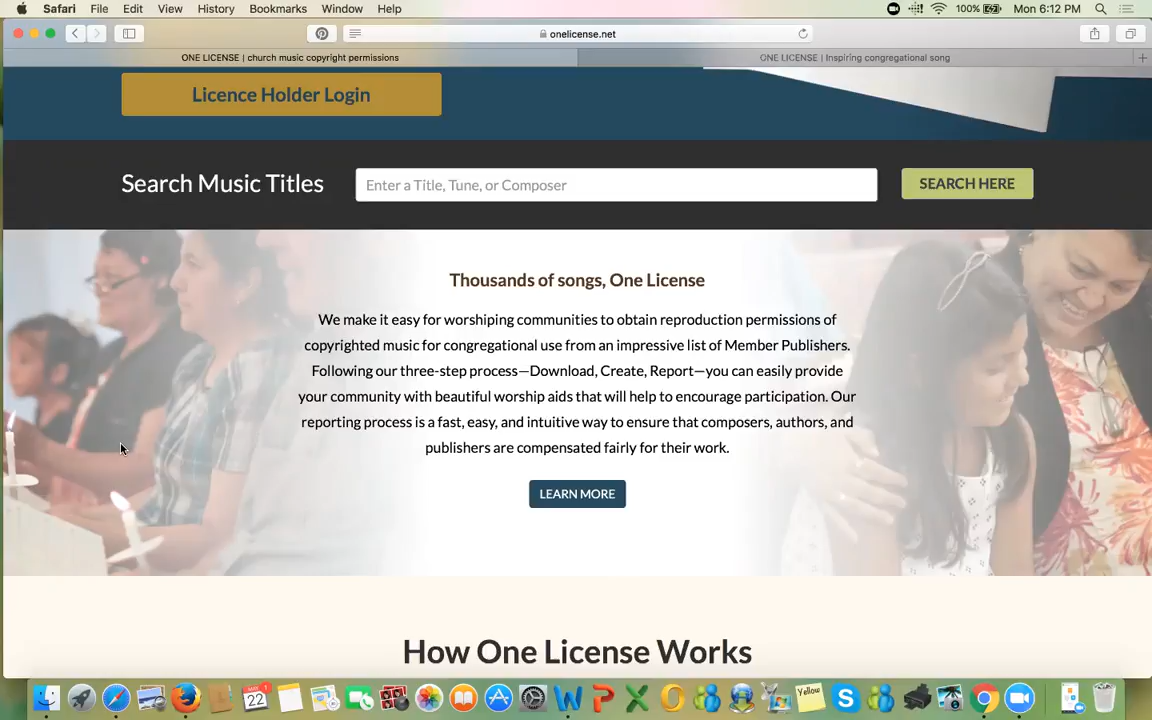 Safari File Edit View History Bookmarks Window Help 100% Mon 6:12 PM
onelicense.net
ONE LICENSE | church music copyright permissions ONE LICENSE | Inspiring congregational song
Licence Holder Login
Search Music Titles Enter a Title, Tune, or Composer SEARCH HERE
Thousands of songs, One License
We make it easy for worshiping communities to obtain reproduction permissions of
copyrighted music for congregational use from an impressive list of Member Publishers.
Following our three-step process—Download, Create, Report—you can easily provide
your community with beautiful worship aids that will help to encourage participation. Our
reporting process is a fast, easy, and intuitive way to ensure that composers, authors, and
publishers are compensated fairly for their work.
LEARN MORE
How One License Works
22
Yellow